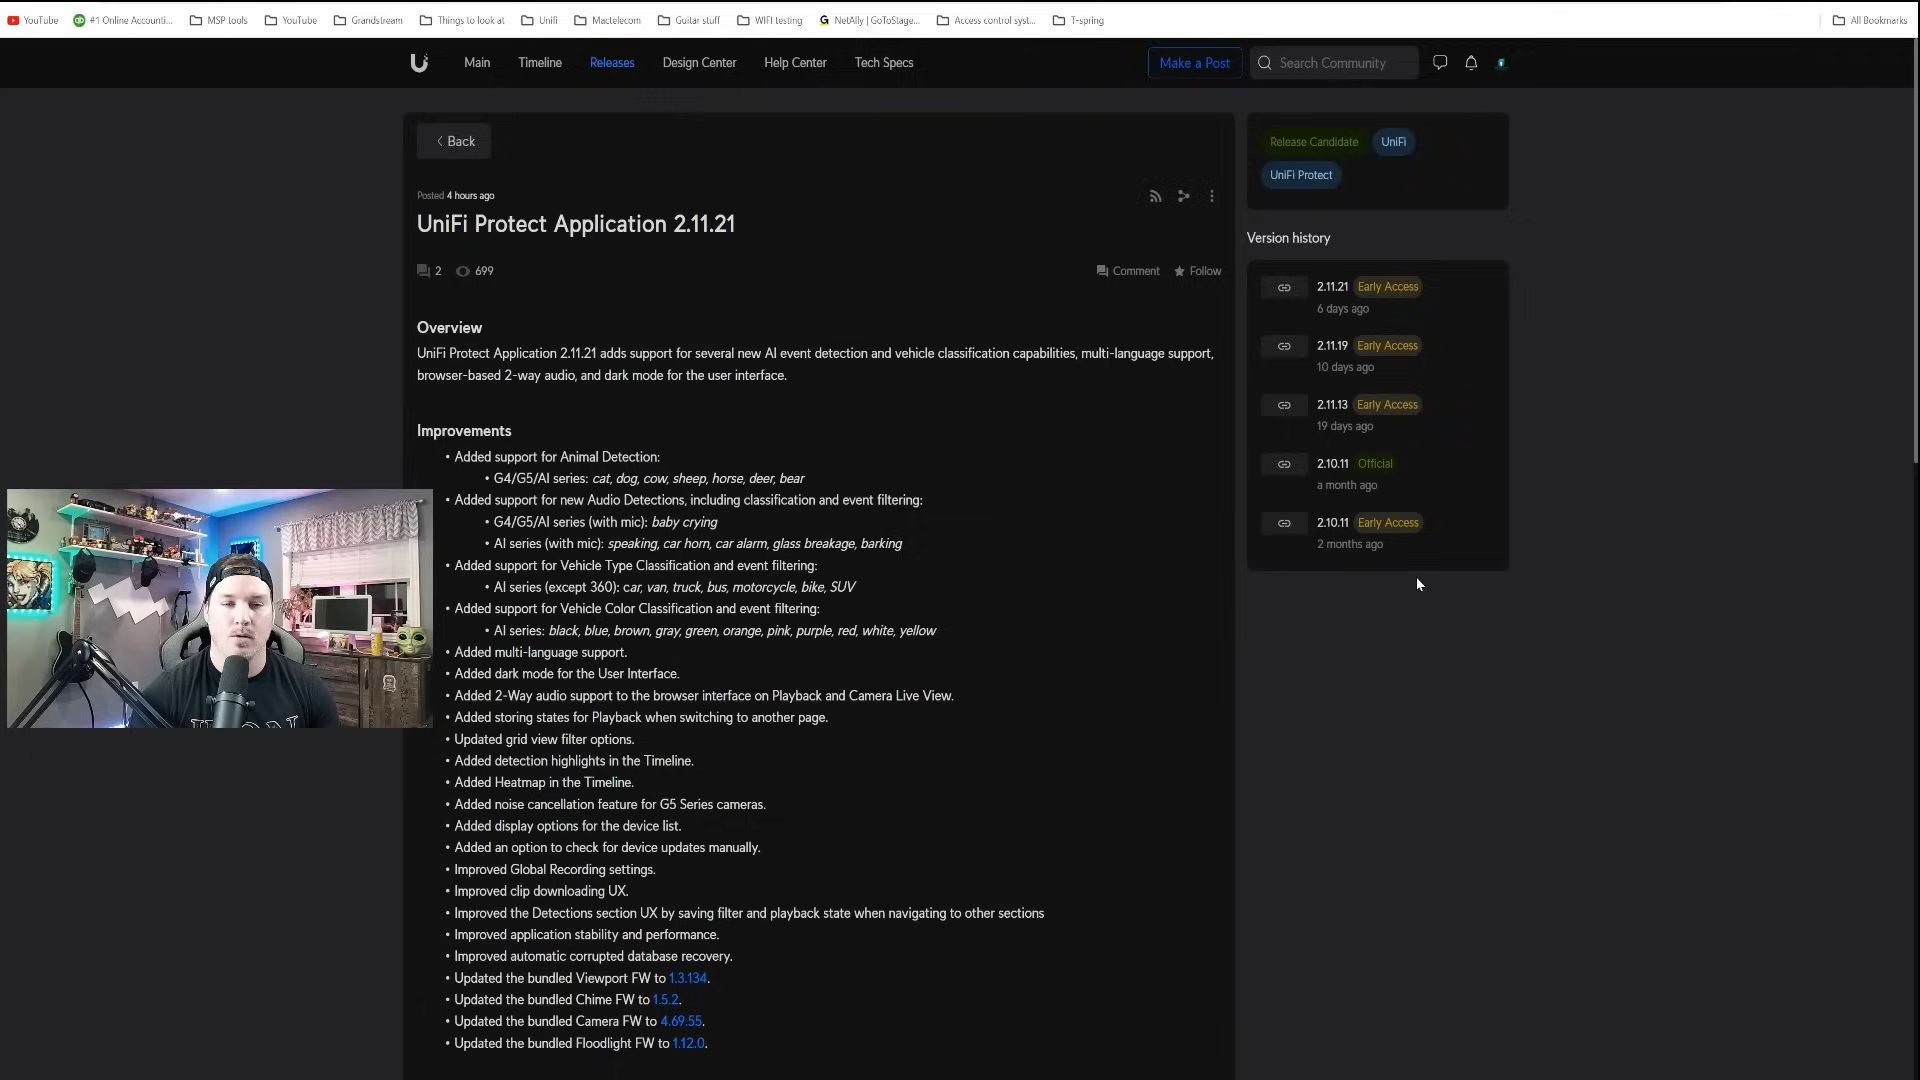 YouTube
#1 Online Accounti...
MSP tools
YouTube
Grandstream
Things to look at
Unifi
Mactelecom
Guitar stuff
WIFI testing
NetAlly | GoToStage...
Access control syst...
T-spring
All Bookmarks
Main
Timeline
Releases
Design Center
Help Center
Tech Specs
Make a Post
Search Community
Back
Posted 4 hours ago
UniFi Protect Application 2.11.21
2
699
Comment
Follow
Overview
UniFi Protect Application 2.11.21 adds support for several new AI event detection and vehicle classification capabilities, multi-language support,
browser-based 2-way audio, and dark mode for the user interface.
Improvements
• Added support for Animal Detection:
• G4/G5/AI series: cat, dog, cow, sheep, horse, deer, bear
• Added support for new Audio Detections, including classification and event filtering:
• G4/G5/AI series (with mic): baby crying
• AI series (with mic): speaking, car horn, car alarm, glass breakage, barking
• Added support for Vehicle Type Classification and event filtering:
• AI series (except 360): car, van, truck, bus, motorcycle, bike, SUV
• Added support for Vehicle Color Classification and event filtering:
• AI series: black, blue, brown, gray, green, orange, pink, purple, red, white, yellow
• Added multi-language support.
• Added dark mode for the User Interface.
• Added 2-Way audio support to the browser interface on Playback and Camera Live View.
• Added storing states for Playback when switching to another page.
• Updated grid view filter options.
• Added detection highlights in the Timeline.
• Added Heatmap in the Timeline.
• Added noise cancellation feature for G5 Series cameras.
• Added display options for the device list.
• Added an option to check for device updates manually.
• Improved Global Recording settings.
• Improved clip downloading UX.
• Improved the Detections section UX by saving filter and playback state when navigating to other sections
• Improved application stability and performance.
• Improved automatic corrupted database recovery.
• Updated the bundled Viewport FW to 1.3.134.
• Updated the bundled Chime FW to 1.5.2.
• Updated the bundled Camera FW to 4.69.55.
• Updated the bundled Floodlight FW to 1.12.0.
Release Candidate
UniFi
UniFi Protect
Version history
2.11.21 Early Access
6 days ago
2.11.19 Early Access
10 days ago
2.11.13 Early Access
19 days ago
2.10.11 Official
a month ago
2.10.11 Early Access
2 months ago